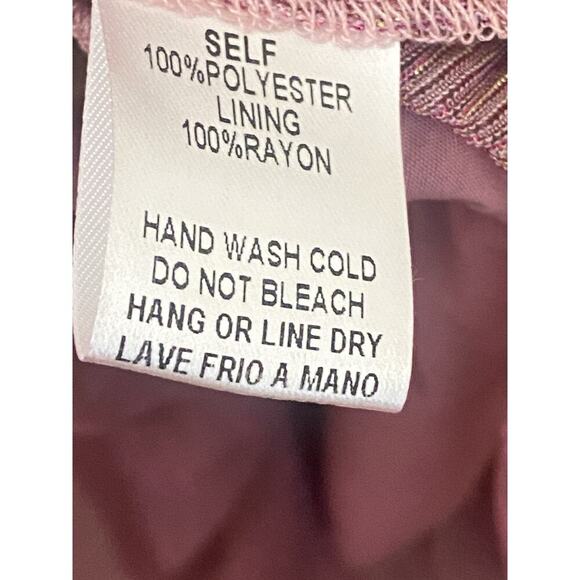 SELF
100%POLYESTER
LINING
100%RAYON
HAND WASH COLD
DO NOT BLEACH
HANG OR LINE DRY
LAVE FRIO A MANO